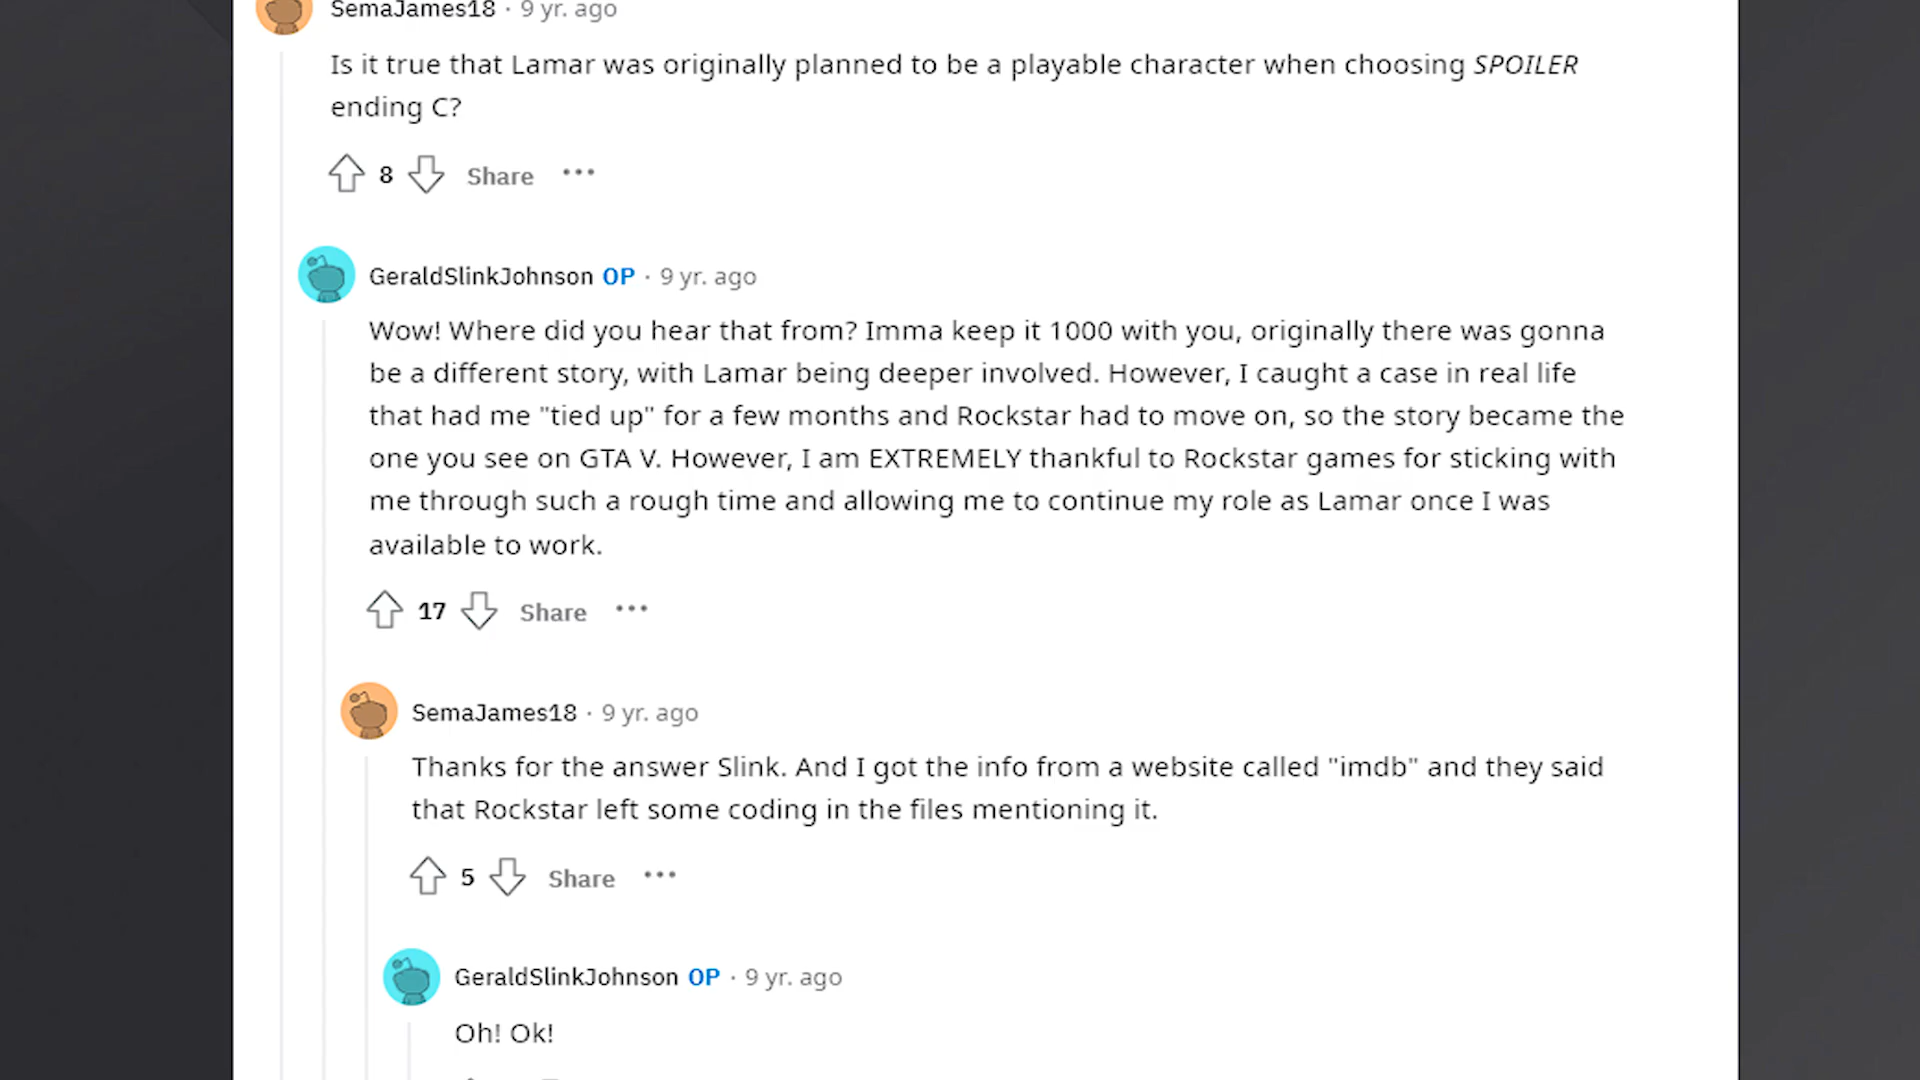 SemaJames18 · 9 yr. ago
Is it true that Lamar was originally planned to be a playable character when choosing SPOILER
ending C?
8 Share ···
GeraldSlinkJohnson OP · 9 yr. ago
Wow! Where did you hear that from? Imma keep it 1000 with you, originally there was gonna
be a different story, with Lamar being deeper involved. However, I caught a case in real life
that had me "tied up" for a few months and Rockstar had to move on, so the story became the
one you see on GTA V. However, I am EXTREMELY thankful to Rockstar games for sticking with
me through such a rough time and allowing me to continue my role as Lamar once I was
available to work.
17 Share ···
SemaJames18 · 9 yr. ago
Thanks for the answer Slink. And I got the info from a website called "imdb" and they said
that Rockstar left some coding in the files mentioning it.
5 Share ···
GeraldSlinkJohnson OP · 9 yr. ago
Oh! Ok!